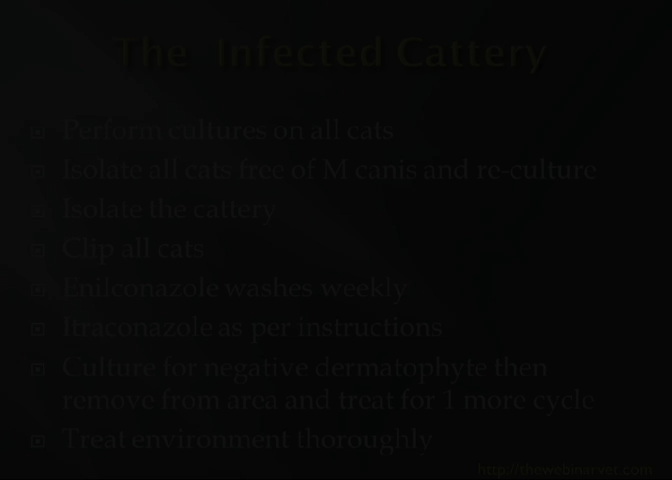 The Infected Cattery
Perform cultures on all cats
Isolate all cats free of M canis and re-culture
Isolate the cattery
Clip all cats
Enilconazole washes weekly
Itraconazole as per instructions
Culture for negative dermatophyte then
remove from area and treat for 1 more cycle
Treat environment thoroughly
http://thewebinarvet.com